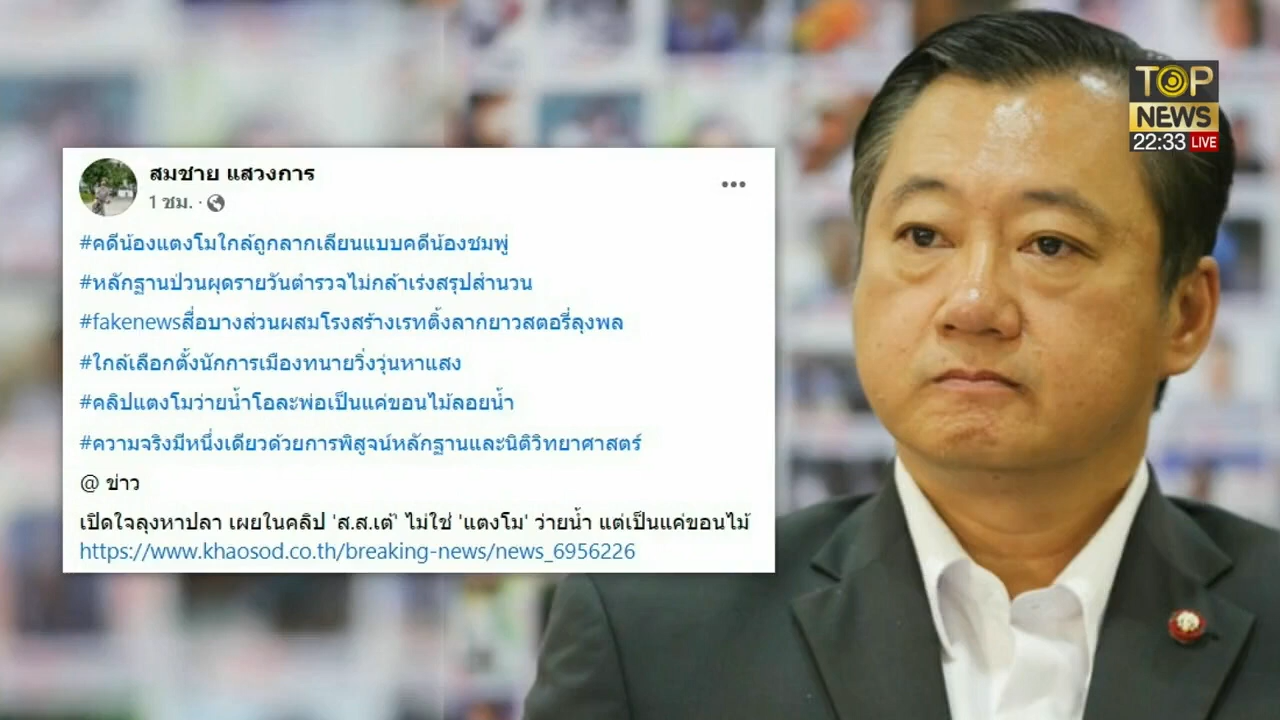 TOP
NEWS
22:33 LIVE
สมชาย แสวงการ
1 ชม. ·
#คดีน้องแตงโมใกล้ถูกลากเลียนแบบคดีน้องชมพู่
#หลักฐานป่วนผุดรายวันตำรวจไม่กล้าเร่งสรุปสำนวน
#fakenewsสื่อบางส่วนผสมโรงสร้างเรทติ้งลากยาวสตอรี่ลุงพล
#ใกล้เลือกตั้งนักการเมืองทนายวิ่งวุ่นหาแสง
#คลิปแตงโมว่ายน้ำโอละพ่อเป็นแค่ขอนไม้ลอยน้ำ
#ความจริงมีหนึ่งเดียวด้วยการพิสูจน์หลักฐานและนิติวิทยาศาสตร์
@ ข่าว
เปิดใจลุงหาปลา เผยในคลิป 'ส.ส.เต้' ไม่ใช่ 'แตงโม' ว่ายน้ำ แต่เป็นแค่ขอนไม้
https://www.khaosod.co.th/breaking-news/news_6956226